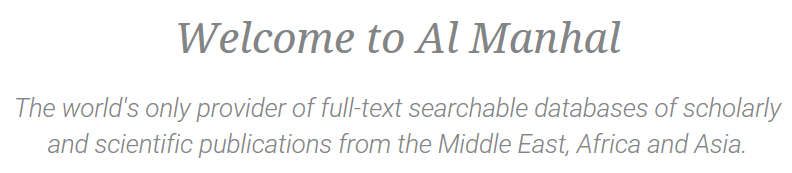 Welcome to Al Manhal
The world's only provider of full-text searchable databases of scholarly
and scientific publications from the Middle East, Africa and Asia.